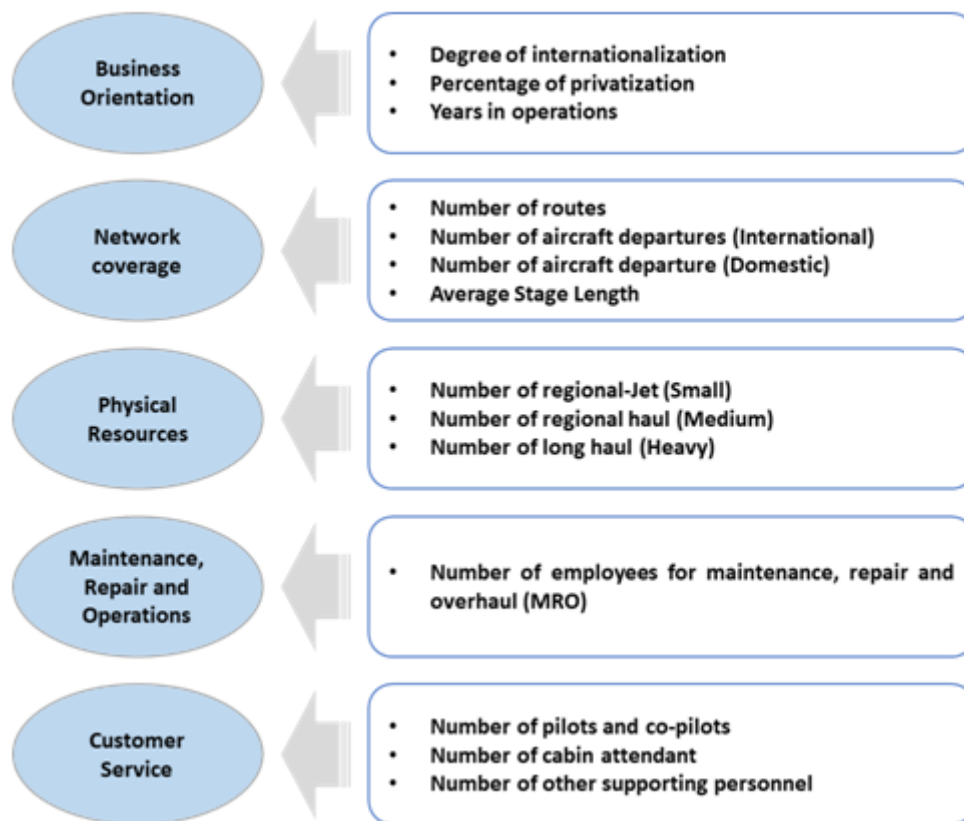 Business
Orientation
• Degree of internationalization
• Percentage of privatization
• Years in operations
Network
coverage
• Number of routes
• Number of aircraft departures (International)
• Number of aircraft departure (Domestic)
• Average Stage Length
Physical
Resources
• Number of regional-Jet (Small)
• Number of regional haul (Medium)
• Number of long haul (Heavy)
Maintenance,
Repair and
Operations
• Number of employees for maintenance, repair and
overhaul (MRO)
Customer
Service
• Number of pilots and co-pilots
• Number of cabin attendant
• Number of other supporting personnel